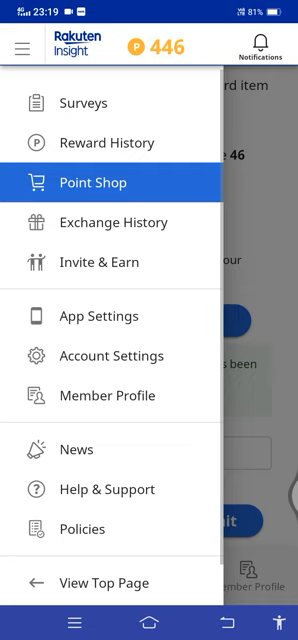 4G 23:19 81%
Rakuten
Insight
P 446
Notifications
rd item
Surveys
P Reward History
e 46
Point Shop
Exchange History
Invite & Earn
our
App Settings
Account Settings
s been
Member Profile
News
? Help & Support
Policies
it
ember Profile
View Top Page